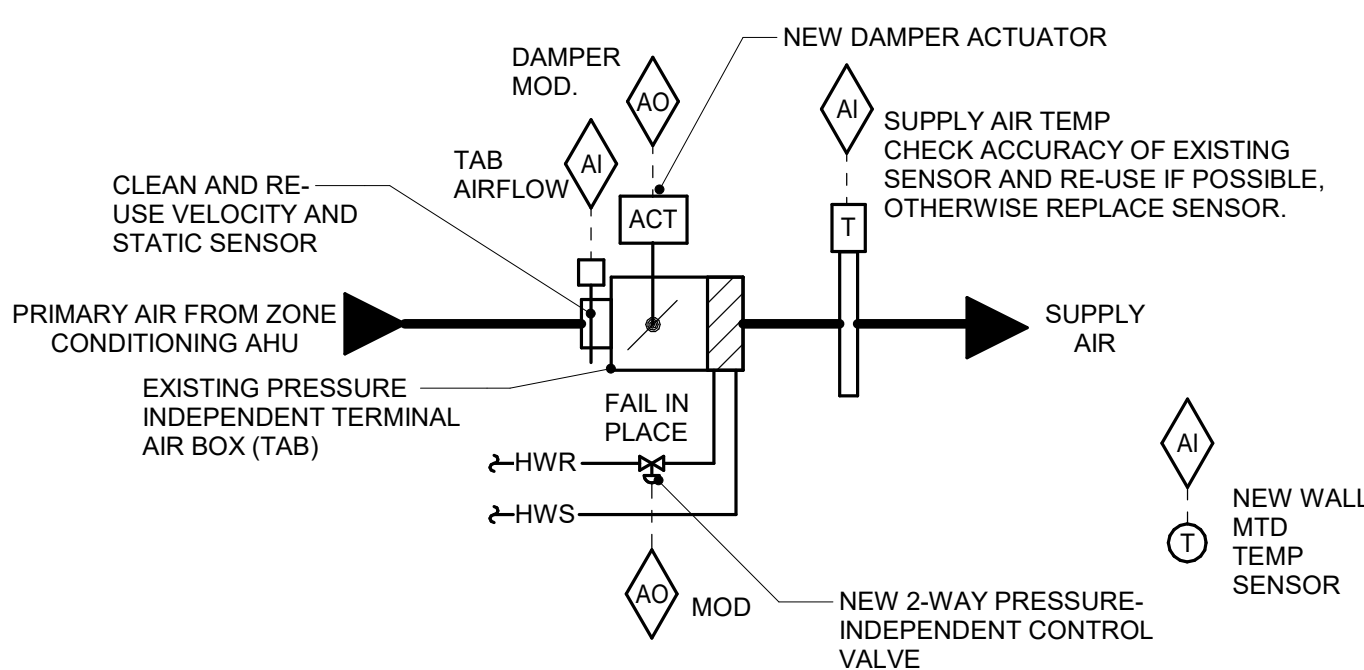 NEW DAMPER ACTUATOR
DAMPER
MOD.
AO
AI
SUPPLY AIR TEMP
CHECK ACCURACY OF EXISTING
SENSOR AND RE-USE IF POSSIBLE,
OTHERWISE REPLACE SENSOR.
TAB
AIRFLOW
AI
CLEAN AND RE-
USE VELOCITY AND
STATIC SENSOR
ACT
T
PRIMARY AIR FROM ZONE
CONDITIONING AHU
SUPPLY
AIR
EXISTING PRESSURE
INDEPENDENT TERMINAL
AIR BOX (TAB)
FAIL IN
PLACE
HWR
HWS
AO
MOD
NEW 2-WAY PRESSURE-
INDEPENDENT CONTROL
VALVE
AI
T
NEW WALL
MTD
TEMP
SENSOR